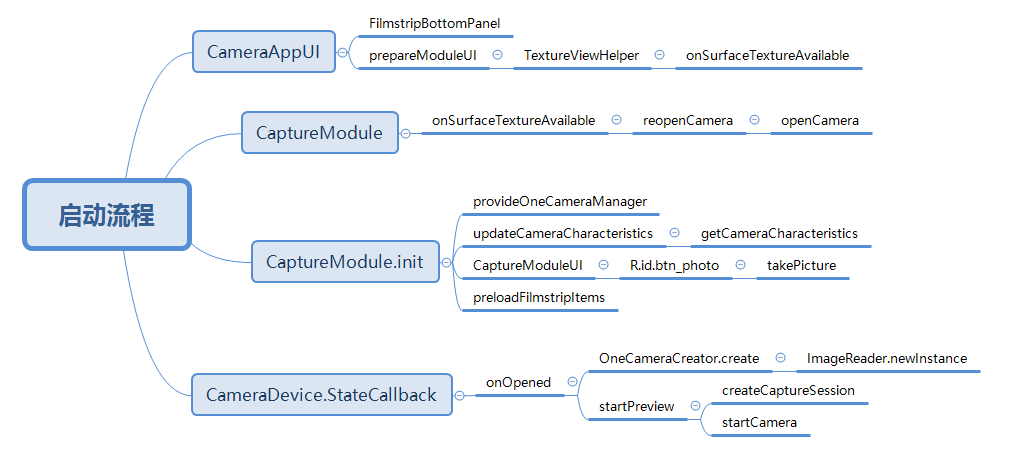 启动流程
CameraAppUI
FilmstripBottomPanel
prepareModuleUI
TextureViewHelper
onSurfaceTextureAvailable
CaptureModule
onSurfaceTextureAvailable
reopenCamera
openCamera
CaptureModule.init
provideOneCameraManager
updateCameraCharacteristics
getCameraCharacteristics
CaptureModuleUI
R.id.btn_photo
takePicture
preloadFilmstripItems
CameraDevice.StateCallback
onOpened
OneCameraCreator.create
ImageReader.newInstance
startPreview
createCaptureSession
startCamera